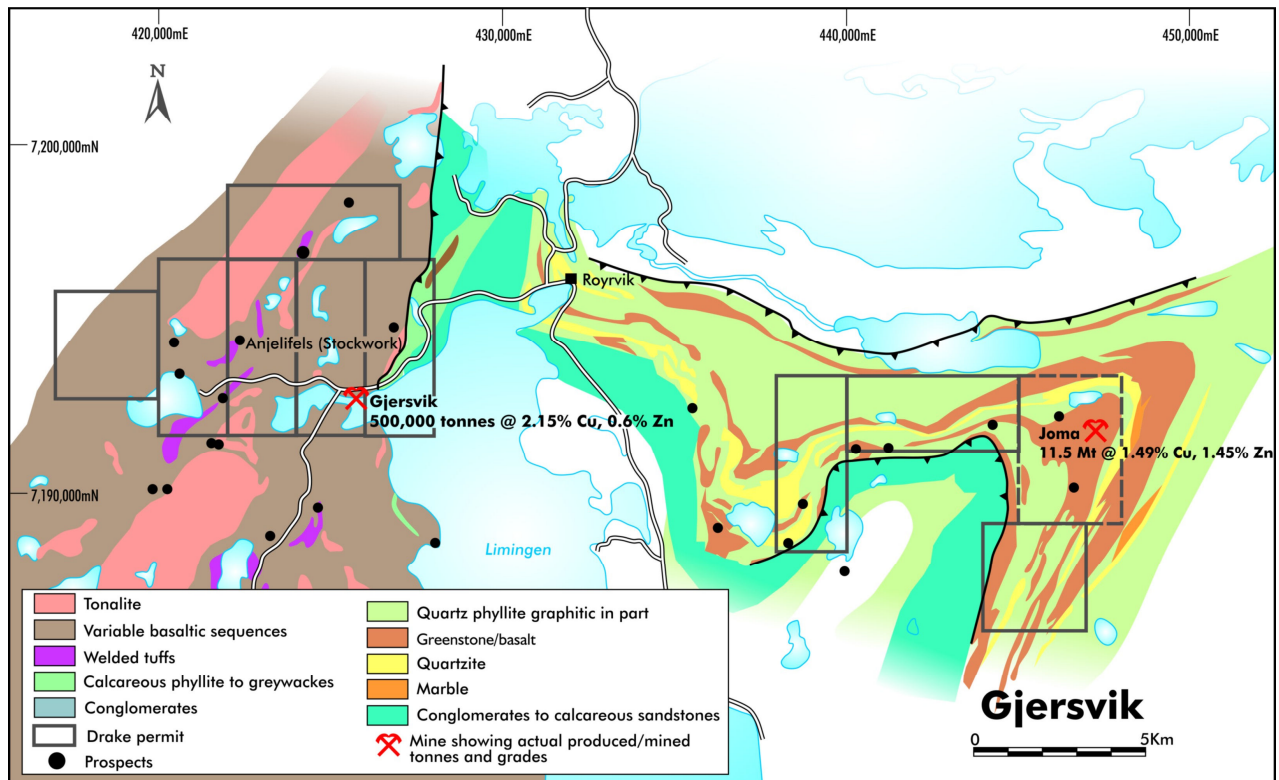 420,000mE
430,000mE
440,000mE
450,000mE
N
7,200,000mN
Royrvik
Anjelifels (Stockwork)
Gjersvik
500,000 tonnes @ 2.15% Cu, 0.6% Zn
Joma
11.5 Mt @ 1.49% Cu, 1.45% Zn
7,190,000mN
Limingen
Tonalite
Variable basaltic sequences
Welded tuffs
Calcareous phyllite to greywackes
Conglomerates
Drake permit
Prospects
Quartz phyllite graphitic in part
Greenstone/basalt
Quartzite
Marble
Conglomerates to calcareous sandstones
Mine showing actual produced/mined
tonnes and grades
Gjersvik
0
5Km